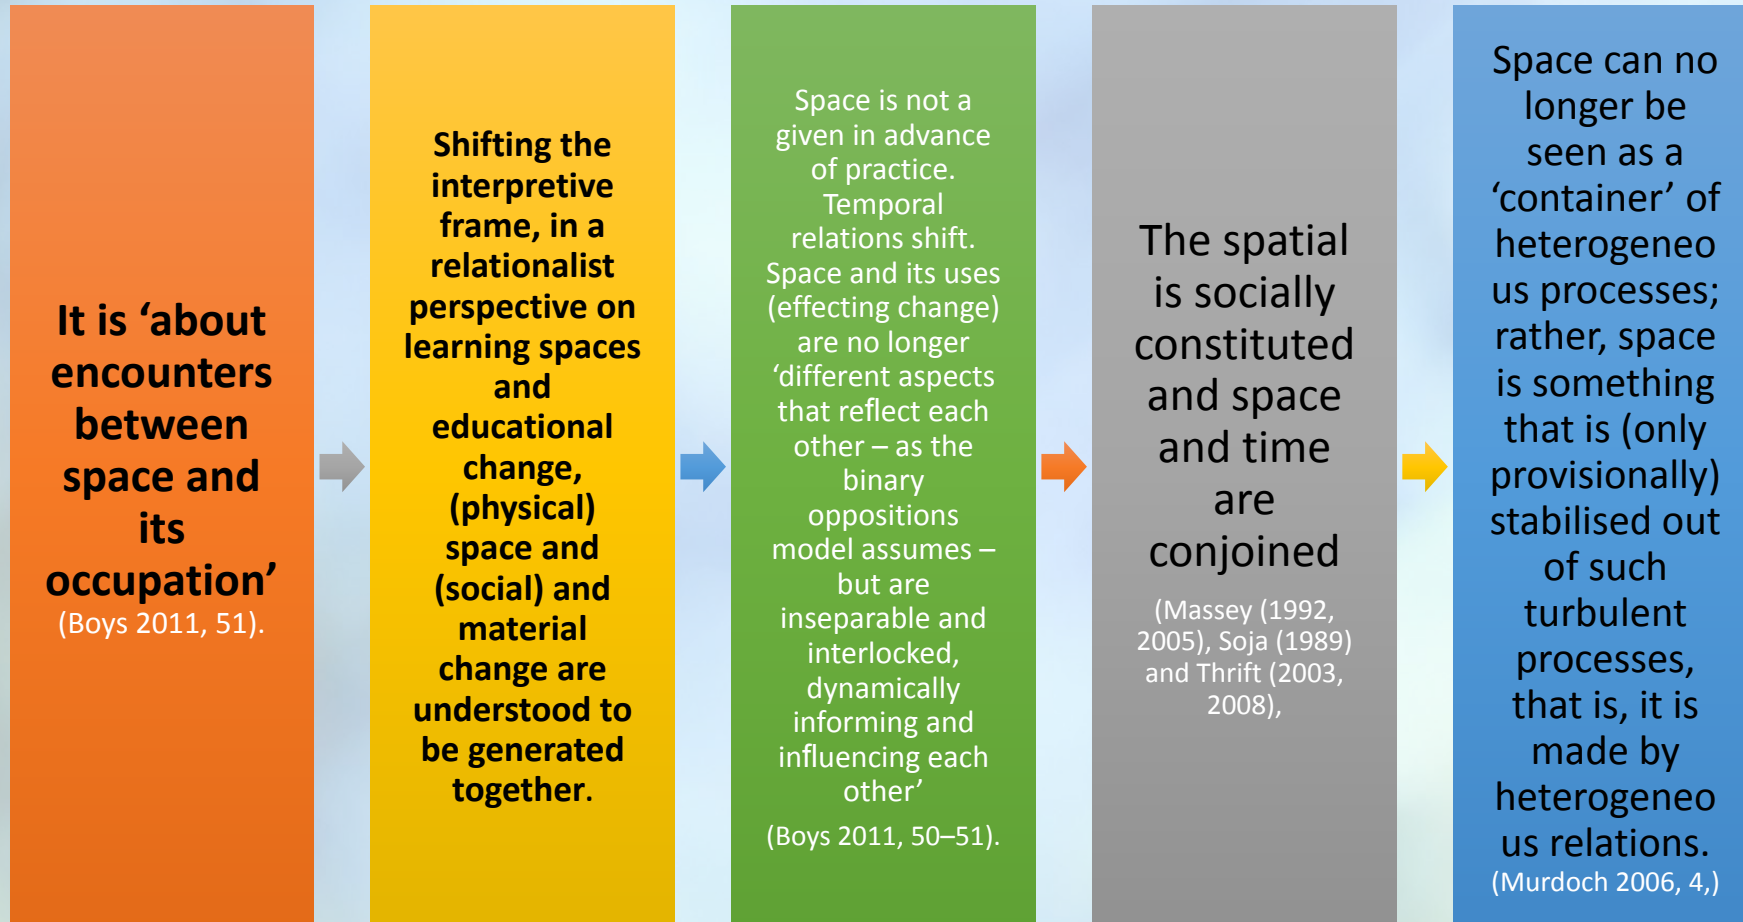 It is ‘about
encounters
between
space and
its
occupation’
(Boys 2011, 51).
Shifting the
interpretive
frame, in a
relationalist
perspective on
learning spaces
and
educational
change,
(physical)
space and
(social) and
material
change are
understood to
be generated
together.
Space is not a
given in advance
of practice.
Temporal
relations shift.
Space and its uses
(effecting change)
are no longer
‘different aspects
that reflect each
other – as the
binary
oppositions
model assumes –
but are
inseparable and
interlocked,
dynamically
informing and
influencing each
other’
(Boys 2011, 50–51).
The spatial
is socially
constituted
and space
and time
are
conjoined
(Massey (1992,
2005), Soja (1989)
and Thrift (2003,
2008),
Space can no
longer be
seen as a
‘container’ of
heterogeneo
us processes;
rather, space
is something
that is (only
provisionally)
stabilised out
of such
turbulent
processes,
that is, it is
made by
heterogeneo
us relations.
(Murdoch 2006, 4,)